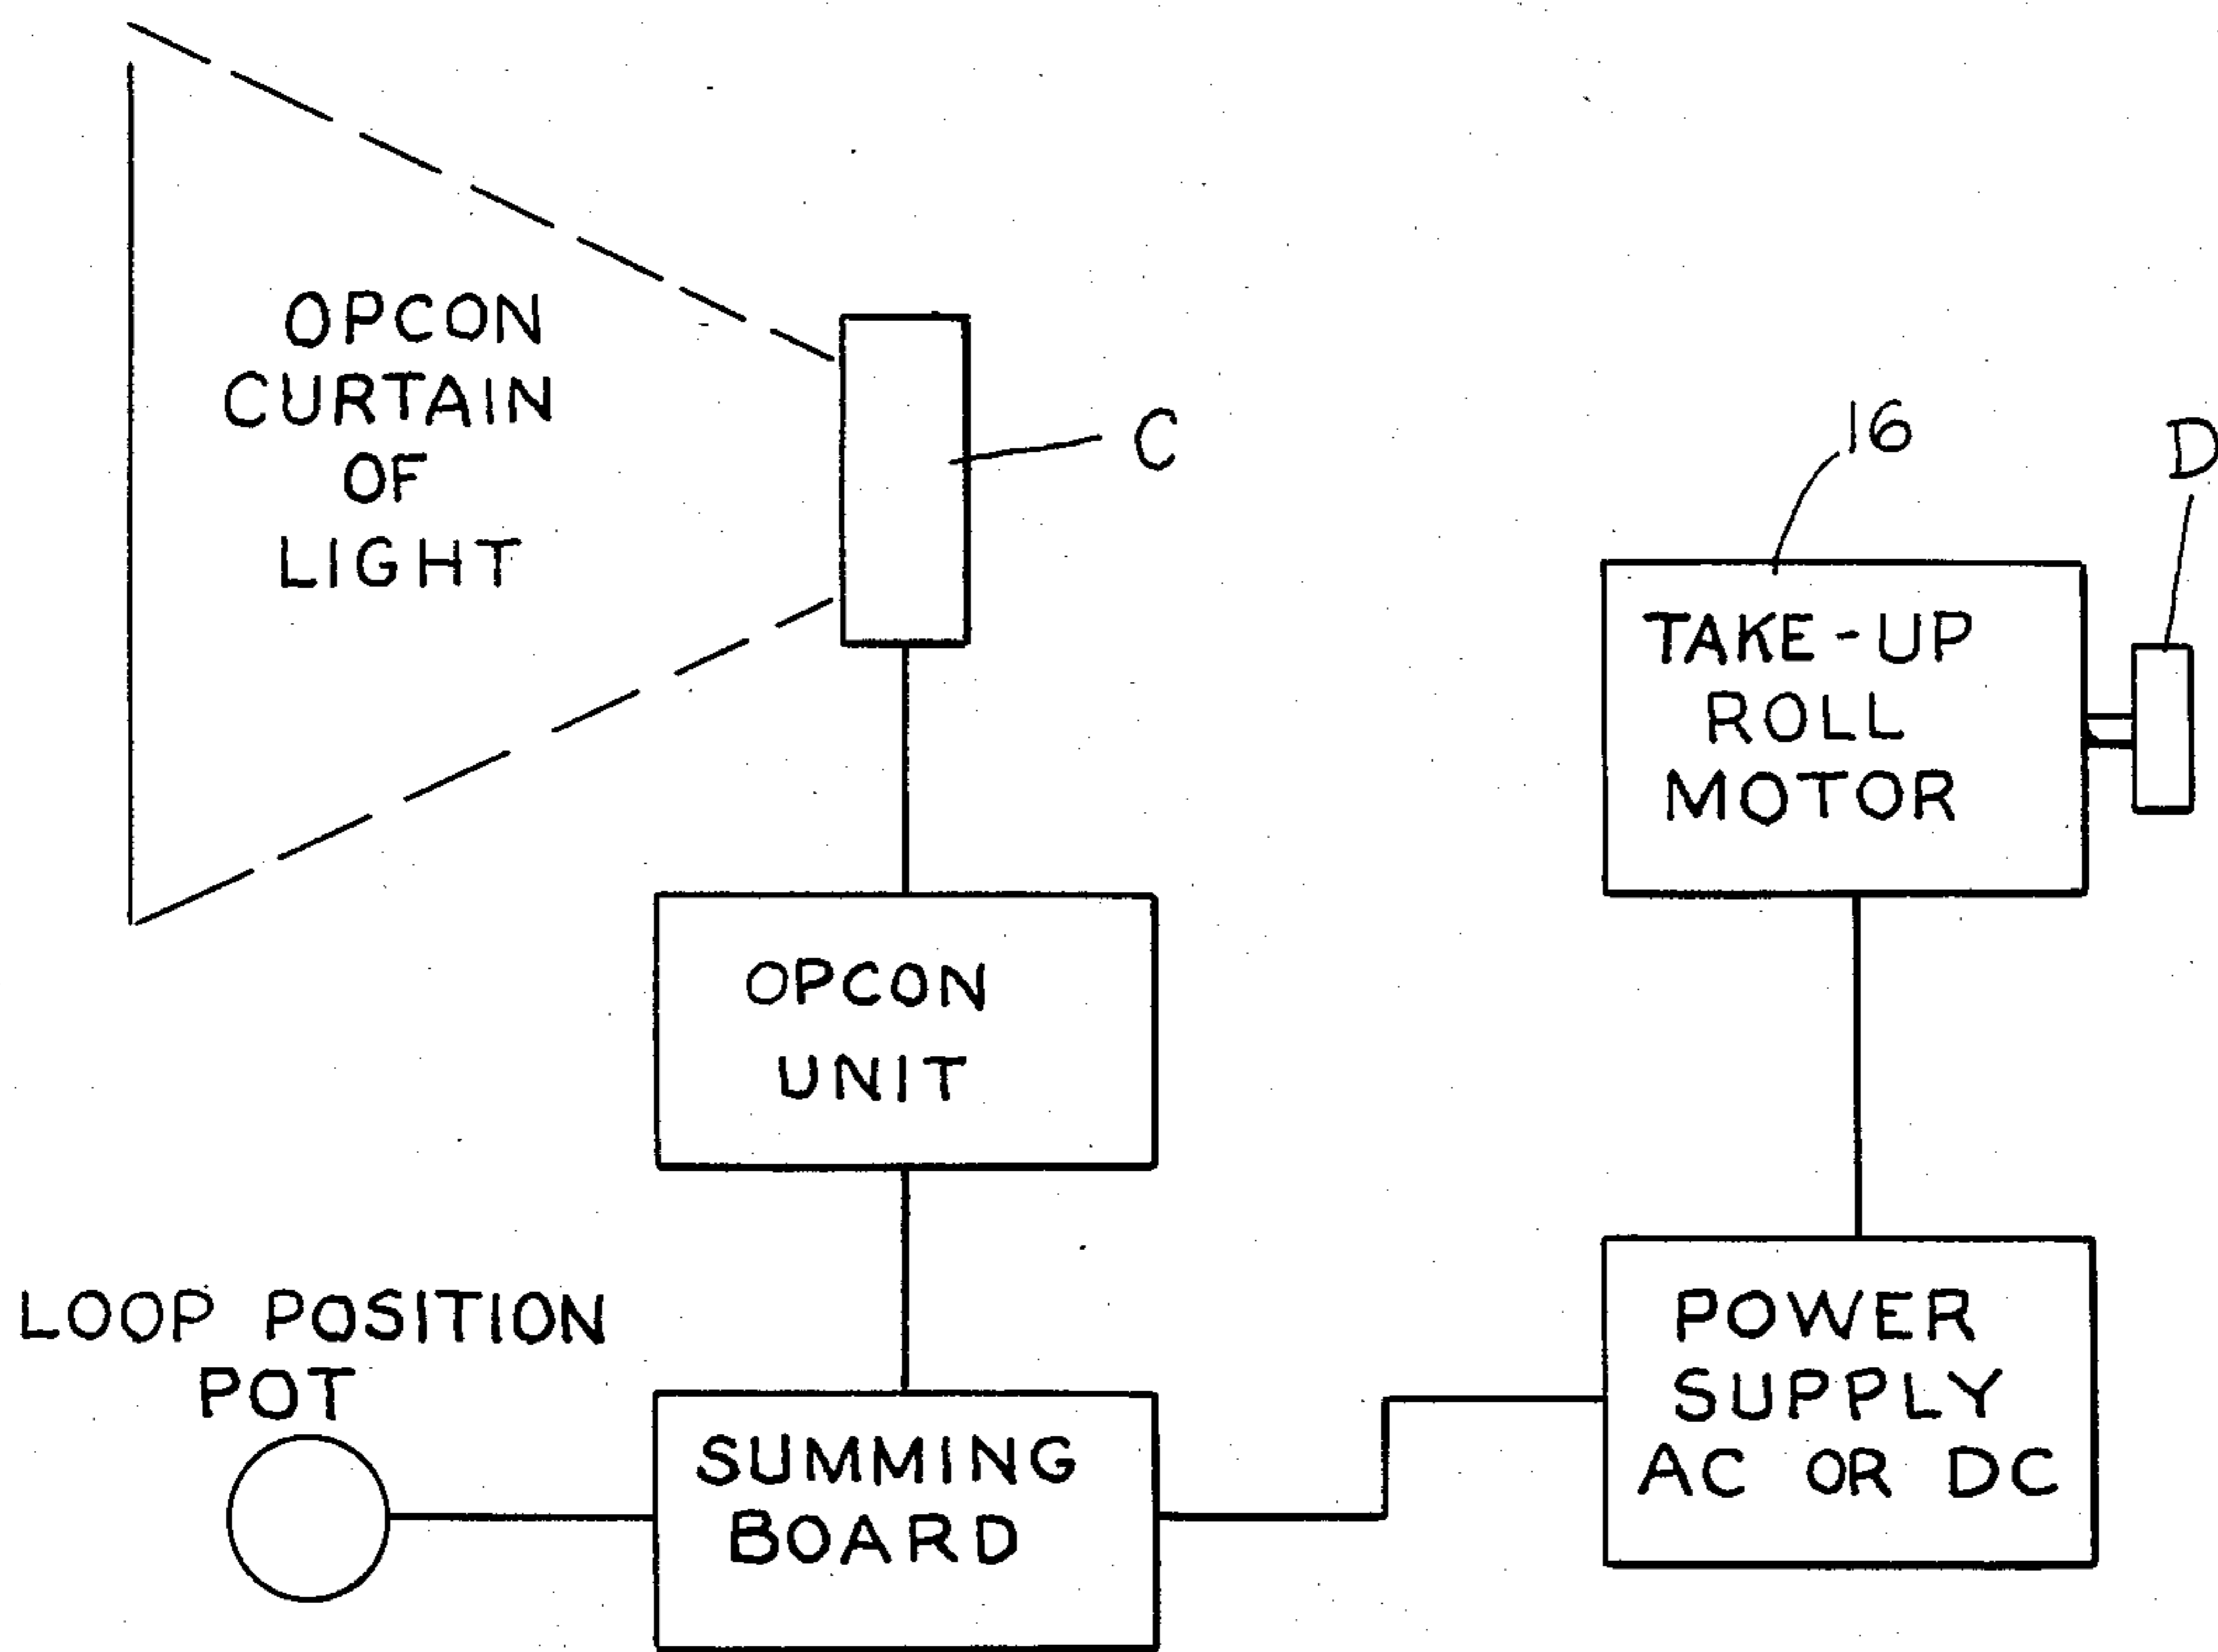 OPCON
CURTAIN
OF
LIGHT
C
16
D
TAKE-UP
ROLL
MOTOR
OPCON
UNIT
LOOP POSITION
POT
SUMMING
BOARD
POWER
SUPPLY
AC OR DC